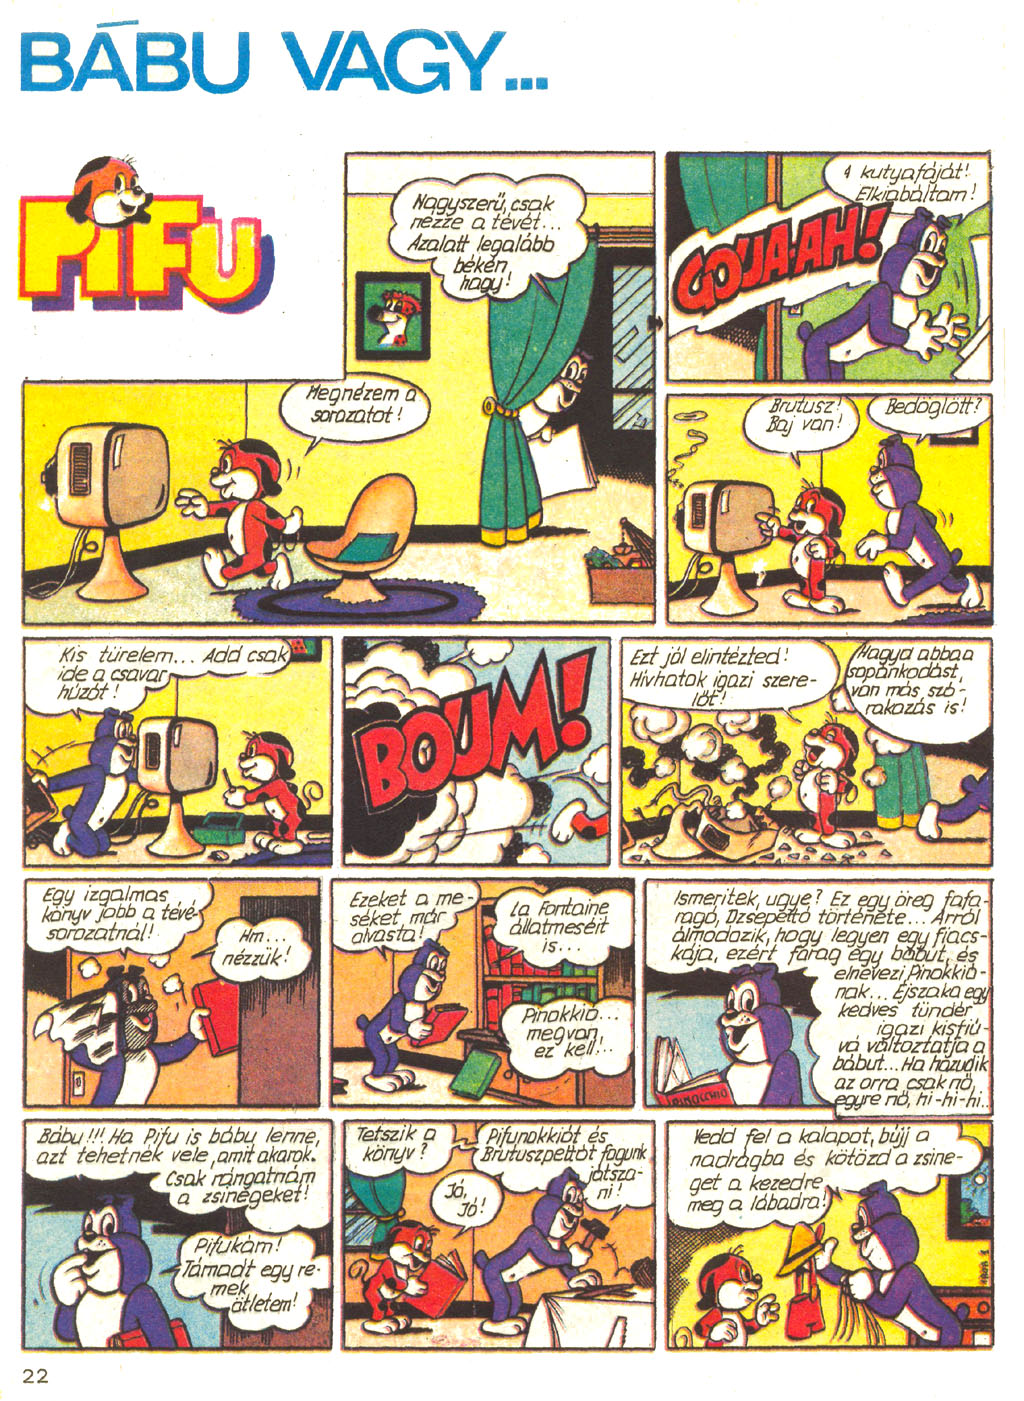 BÁBU VAGY...
PIFU
Nagyszerű, csak
nézze a tévét...
Azalatt legalább
békén
hagy!
Megnézem a
sorozatot!
A kutyafáját!
Elkiabáltam!
GOUJA-AH!
Brutusz!
Baj van!
Bedöglött?
Kis türelem... Add csak
ide a csavar-
húzót!
BOUM!
Ezt jól elintézted!
Hívhatok igazi szere-
lőt!
Hagyd abba a
sopánkodást,
van más szó-
rakozás is!
Egy izgalmas
könyv jobb a tévé-
sorozatnál!
Hm...
nézzük!
Ezeket a me-
séket, már
olvasta!
La Fontaine
állatmeséit
is...
Pinokkió...
megvan,
ez kell!..
Ismeritek, ugye? Ez egy öreg fafa-
ragó, Dzsepettó története... Arról
álmodozik, hogy legyen egy fiacs-
kája, ezért farag egy bábut, és
elnevezi Pinokkió-
nak... Éjszaka egy
kedves tündér
igazi kisfiú-
vá változtatja a
bábut... Ha hazudik
az orra csak nő,
egyre nő, hi-hi-hi..
PINOCCHIO
Bábu!!! Ha Pifu is bábu lenne,
azt tehetnék vele, amit akarok.
Csak rángatnám
a zsinegeket!
Pifukám!
Támadt egy re-
mek
ötletem!
Tetszik a
könyv?
Jó,
Jó!
Pifunokkiót és
Brutuszpettót fogunk
játsza-
ni!
Vedd fel a kalapot, bújj a
nadrágba és kötözd a zsine-
get a kezedre
meg a lábadra!
22